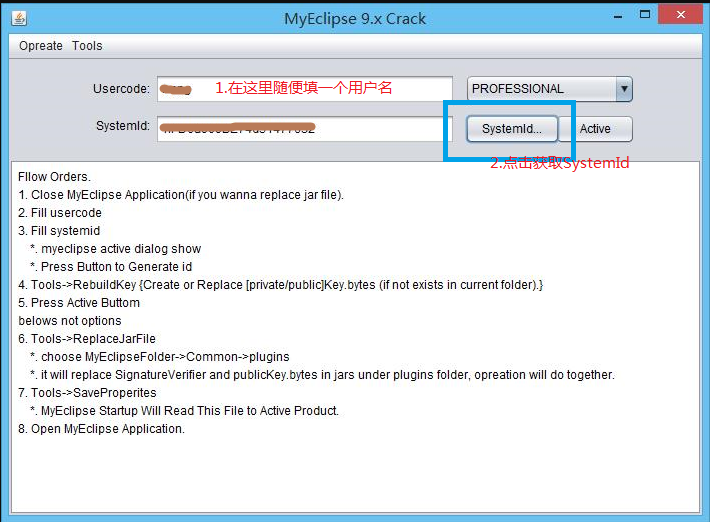 MyEclipse 9.x Crack
Opreate Tools
Usercode: 1.在这里随便填一个用户名 PROFESSIONAL
SystemId: SystemId... Active
2.点击获取SystemId
Fllow Orders.
1. Close MyEclipse Application(if you wanna replace jar file).
2. Fill usercode
3. Fill systemid
*. myeclipse active dialog show
*. Press Button to Generate id
4. Tools->RebuildKey {Create or Replace [private/public]Key.bytes (if not exists in current folder).}
5. Press Active Buttom
belows not options
6. Tools->ReplaceJarFile
*. choose MyEclipseFolder->Common->plugins
*. it will replace SignatureVerifier and publicKey.bytes in jars under plugins folder, opreation will do together.
7. Tools->SaveProperites
*. MyEclipse Startup Will Read This File to Active Product.
8. Open MyEclipse Application.